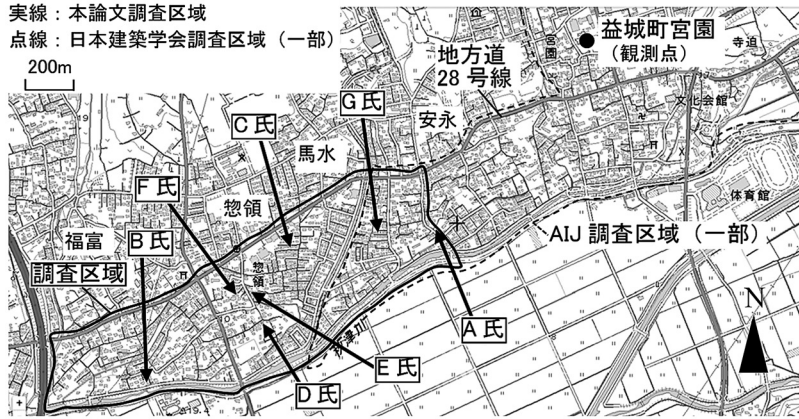 実線：本論文調査区域
点線：日本建築学会調査区域（一部）
200m
益城町宮園
（観測点）
宮園
寺迫
地方道
28号線
文化会館
G氏
安永
C氏
馬水
体育館
F氏
惣領
福富
B氏
AIJ調査区域（一部）
調査区域
惣領
N
A氏
E氏
D氏